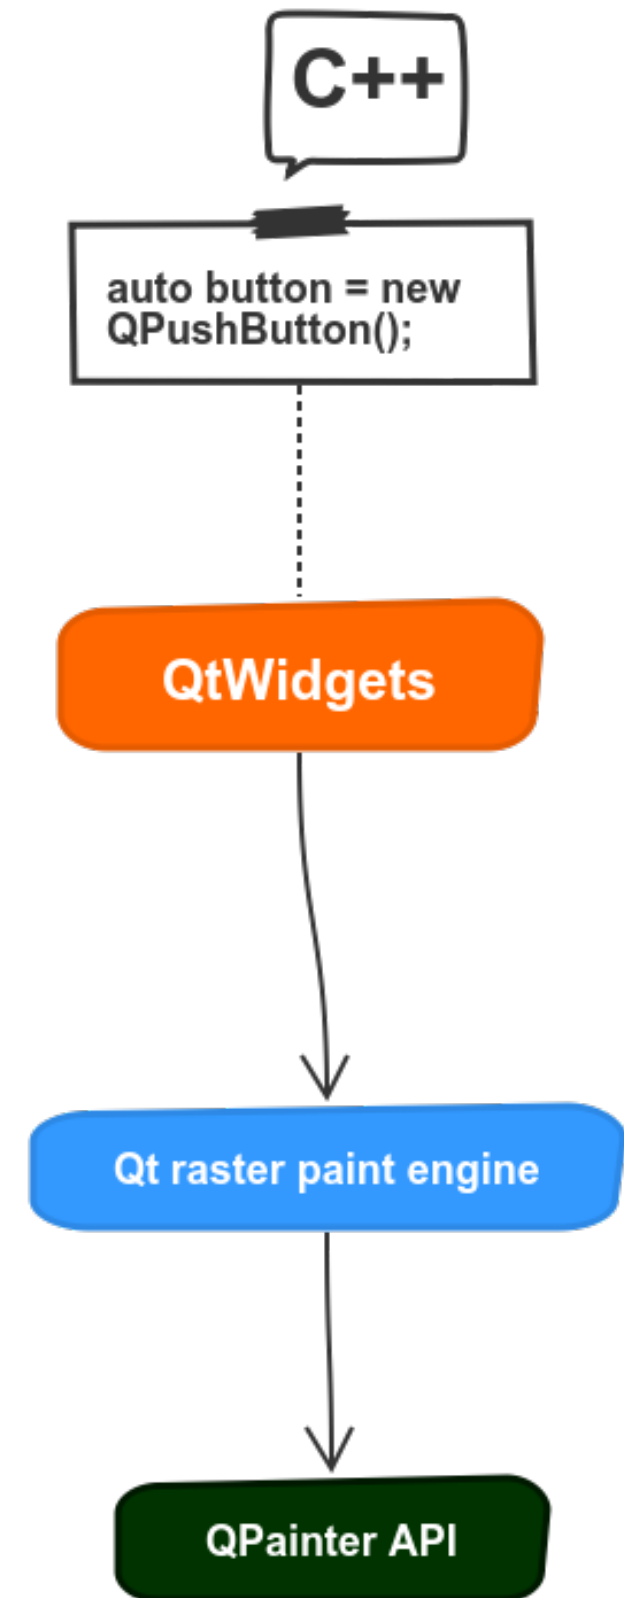 C++
auto button = new
QPushButton();
QtWidgets
Qt raster paint engine
QPainter API